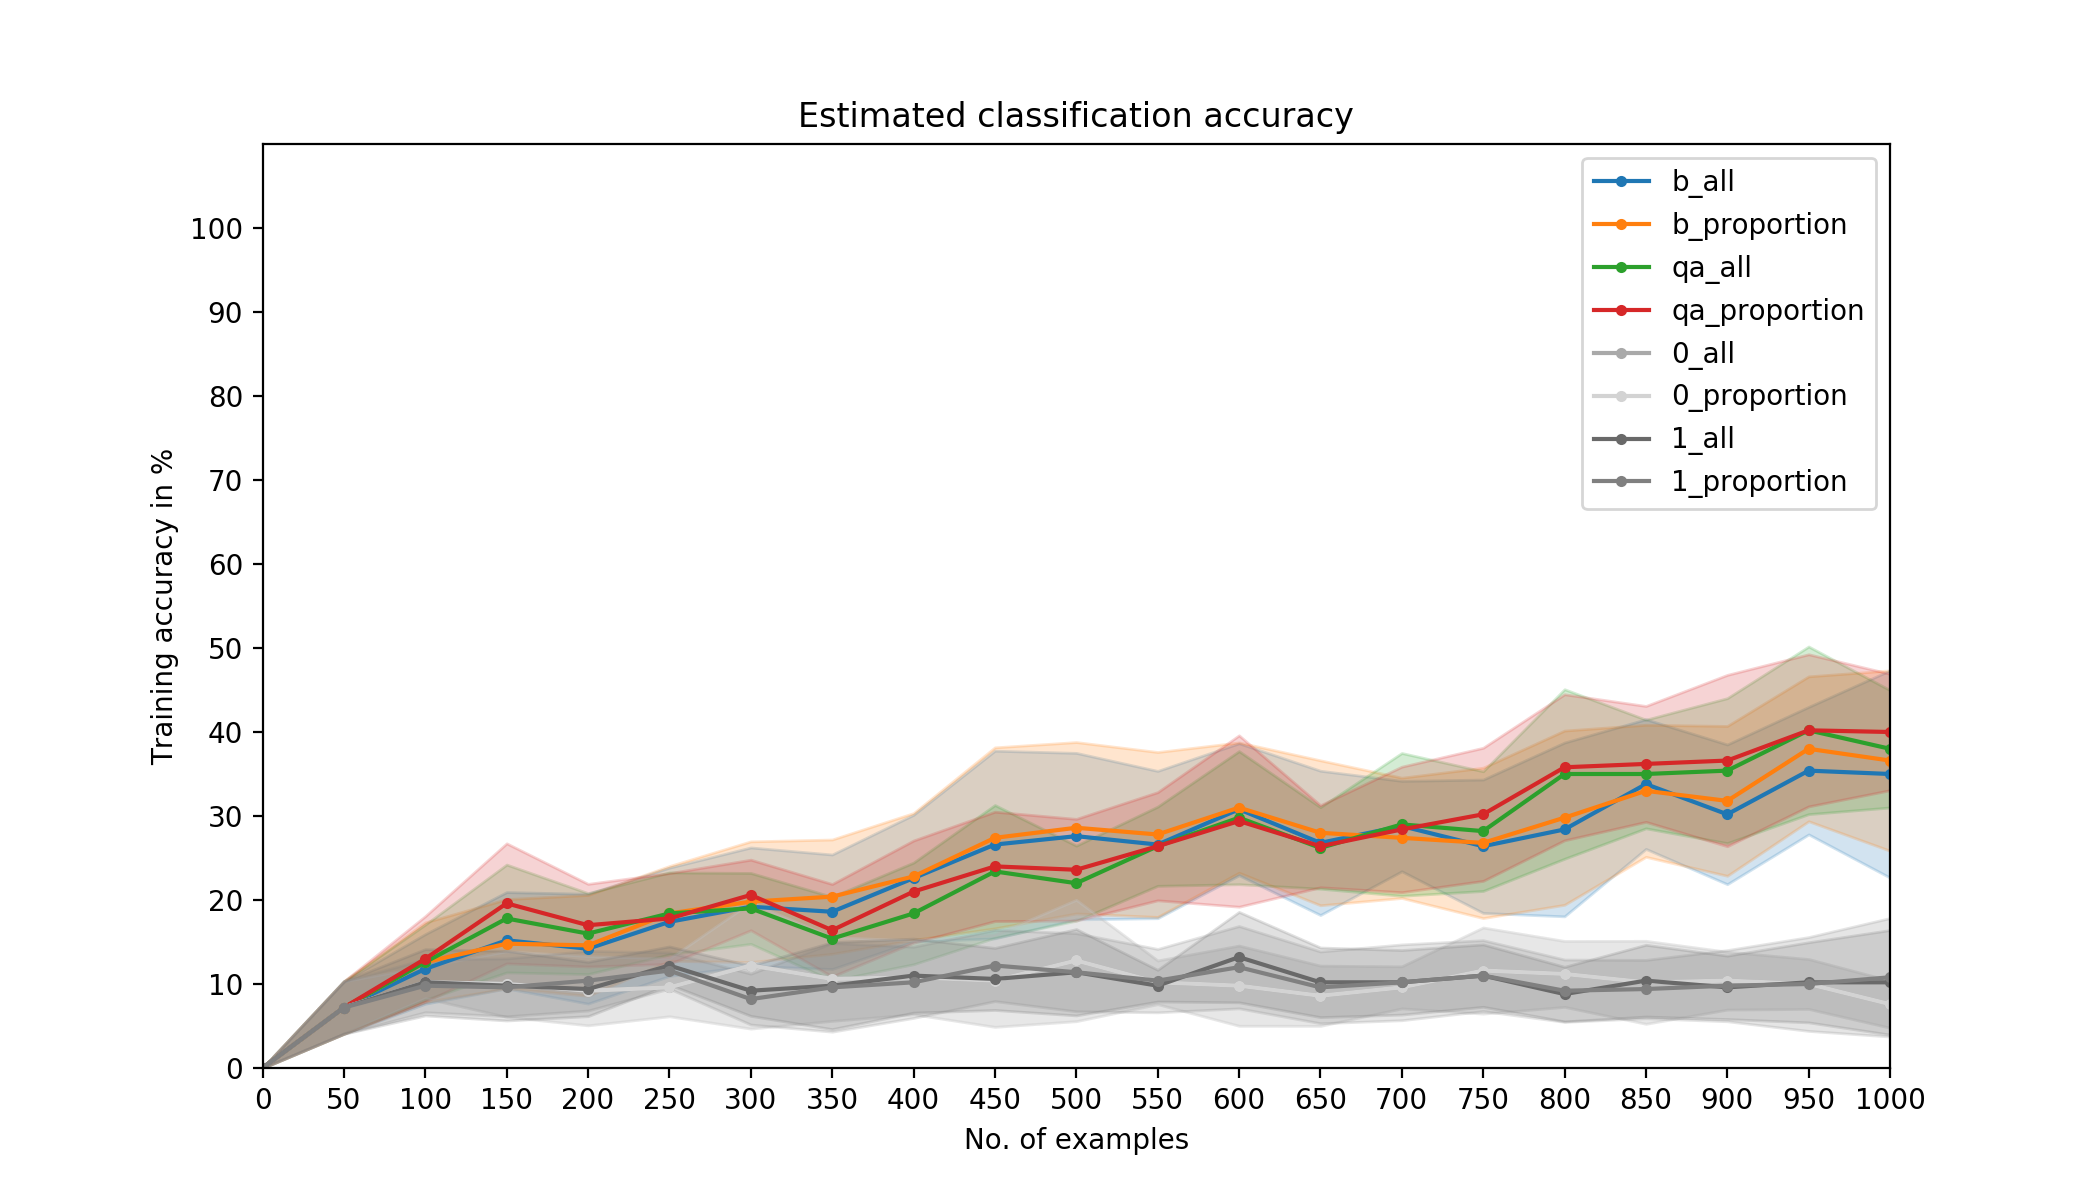 Estimated classification accuracy
b_all
b_proportion
qa_all
qa_proportion
0_all
0_proportion
1_all
1_proportion
100
90
80
70
60
50
40
30
20
10
0
Training accuracy in %
0 50 100 150 200 250 300 350 400 450 500 550 600 650 700 750 800 850 900 950 1000
No. of examples